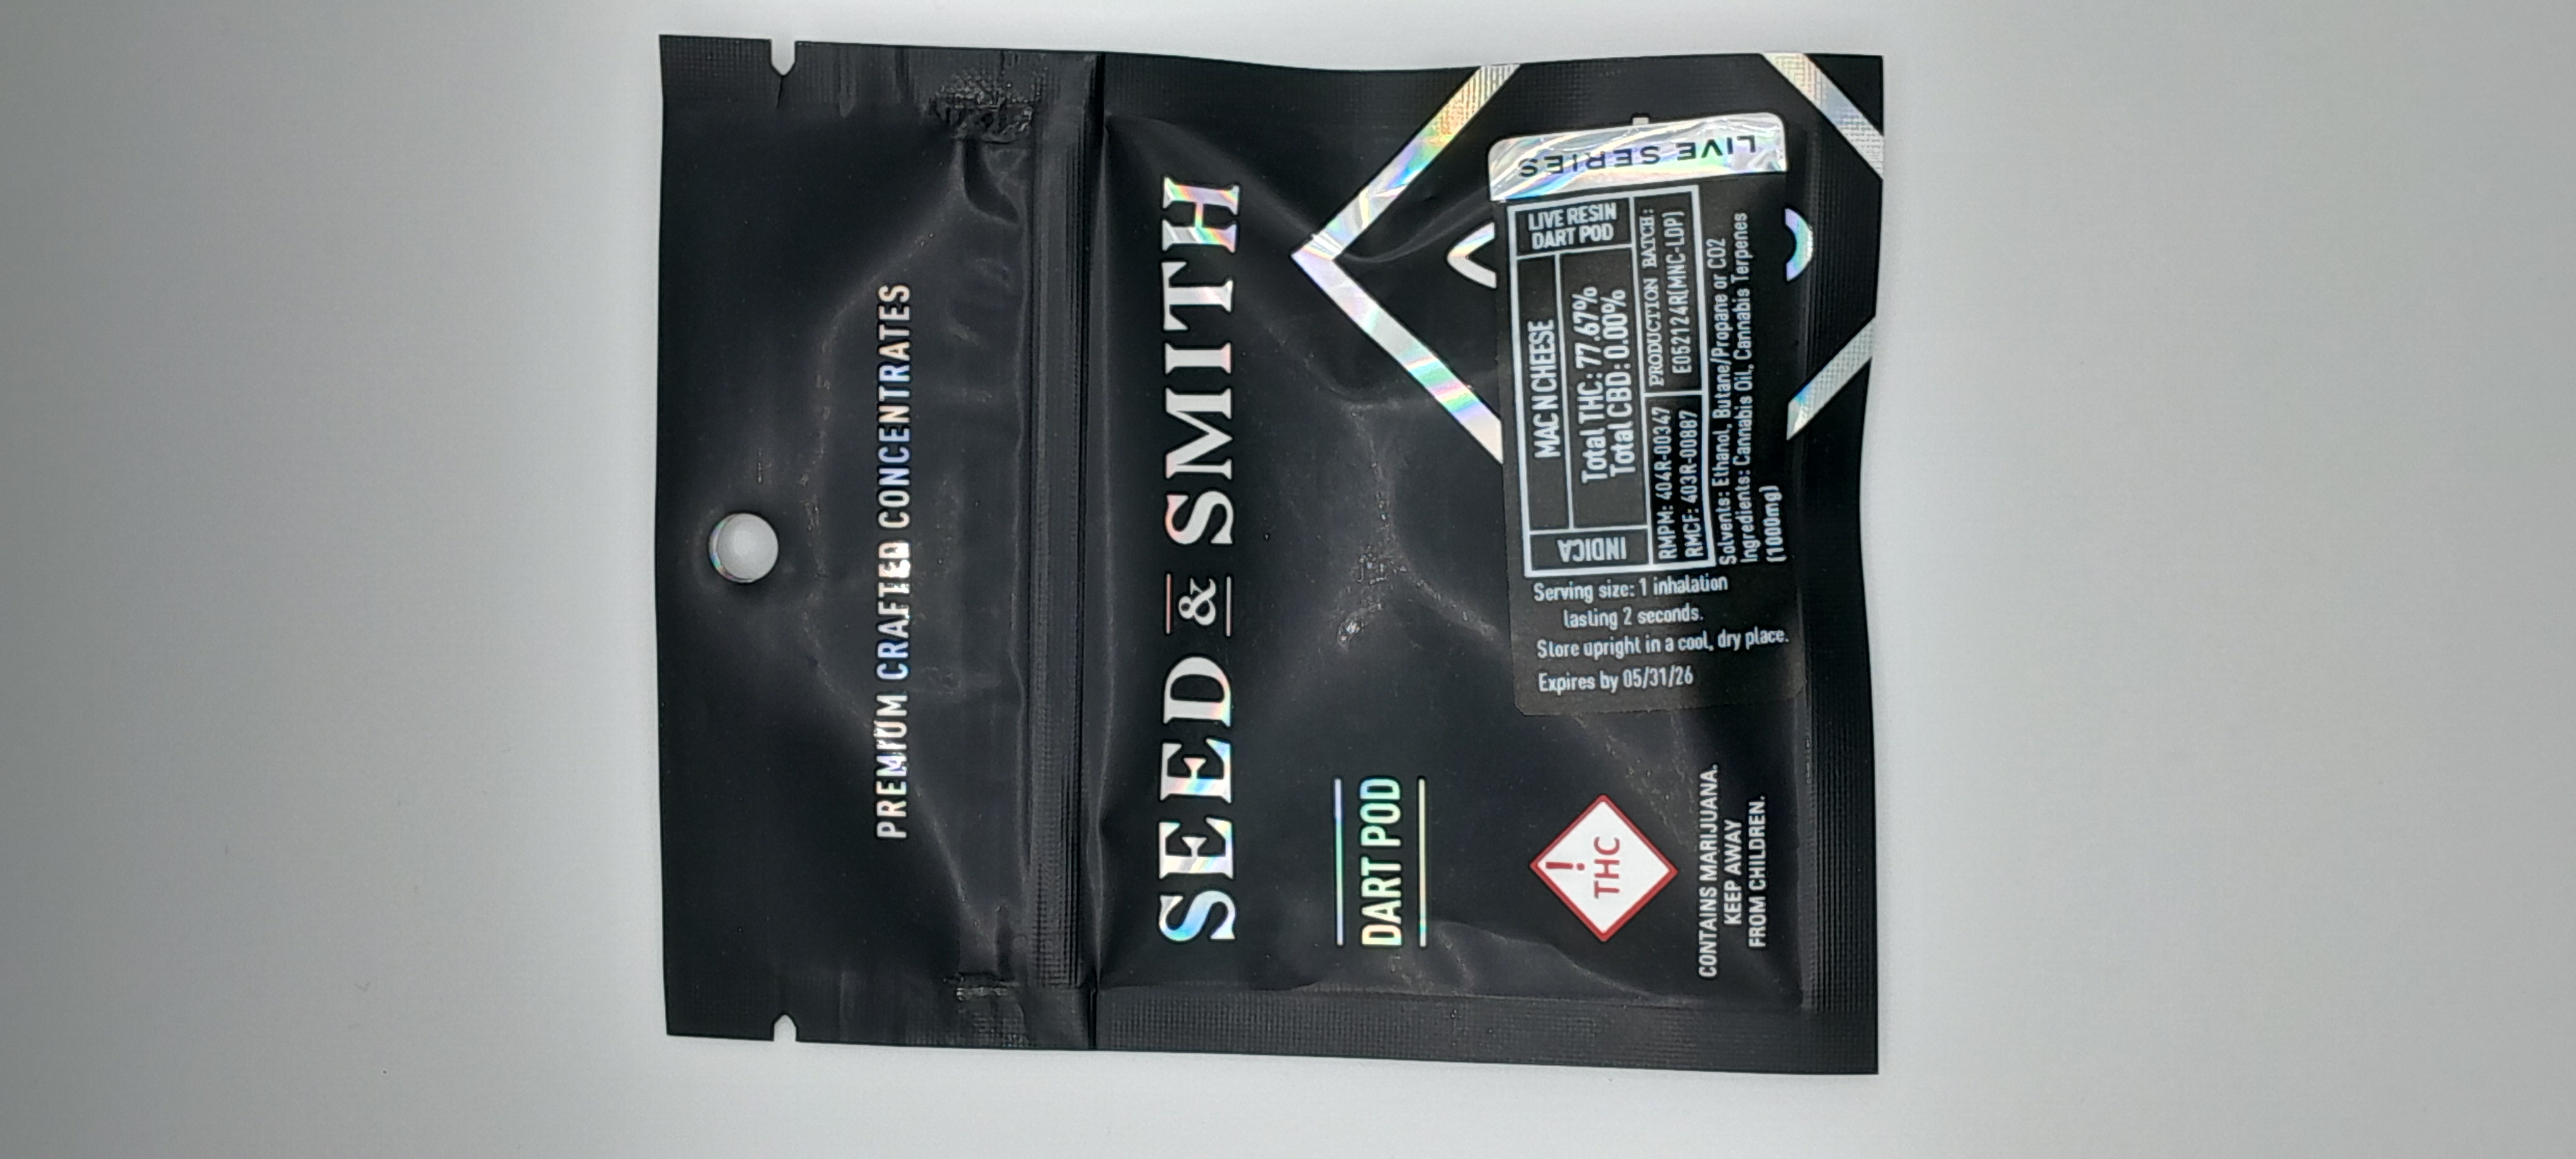 PREMIUM CRAFTED CONCENTRATES
SEED & SMITH
DART POD
LIVE SERIES
INDICA
MAC N CHEESE
LIVE RESIN
DART POD
Total THC: 77.67%
Total CBD: 0.00%
RMPM: 404R-00347
RMCF: 403R-00887
PRODUCTION BATCH:
E052124R(MNC-LDP)
Solvents: Ethanol, Butane/Propane or CO2
Ingredients: Cannabis Oil, Cannabis Terpenes
(1000mg)
Serving size: 1 inhalation
lasting 2 seconds.
Store upright in a cool, dry place.
Expires by 05/31/26
!
THC
CONTAINS MARIJUANA.
KEEP AWAY
FROM CHILDREN.